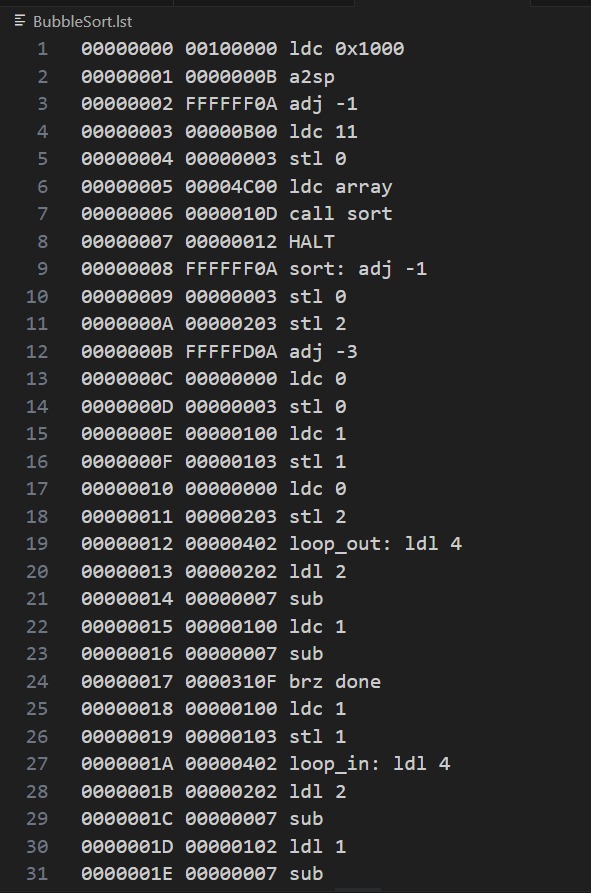 BubbleSort.lst
1 00000000 00100000 ldc 0x1000
2 00000001 0000000B a2sp
3 00000002 FFFFFF0A adj -1
4 00000003 00000B00 ldc 11
5 00000004 00000003 stl 0
6 00000005 00004C00 ldc array
7 00000006 0000010D call sort
8 00000007 00000012 HALT
9 00000008 FFFFFF0A sort: adj -1
10 00000009 00000003 stl 0
11 0000000A 00000203 stl 2
12 0000000B FFFFFD0A adj -3
13 0000000C 00000000 ldc 0
14 0000000D 00000003 stl 0
15 0000000E 00000100 ldc 1
16 0000000F 00000103 stl 1
17 00000010 00000000 ldc 0
18 00000011 00000203 stl 2
19 00000012 00000402 loop_out: ldl 4
20 00000013 00000202 ldl 2
21 00000014 00000007 sub
22 00000015 00000100 ldc 1
23 00000016 00000007 sub
24 00000017 0000310F brz done
25 00000018 00000100 ldc 1
26 00000019 00000103 stl 1
27 0000001A 00000402 loop_in: ldl 4
28 0000001B 00000202 ldl 2
29 0000001C 00000007 sub
30 0000001D 00000102 ldl 1
31 0000001E 00000007 sub